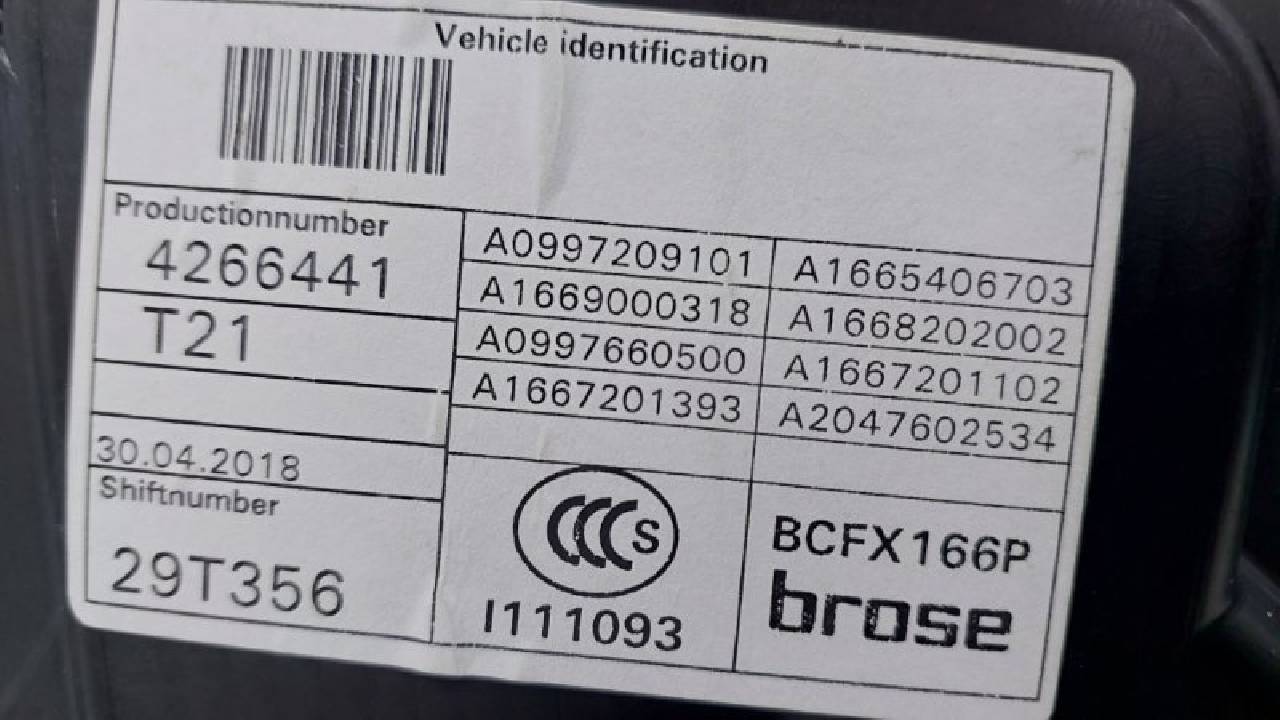 Vehicle identification
Productionnumber
4266441
T21
30.04.2018
Shiftnumber
29T356
A0997209101 A1665406703
A1669000318 A1668202002
A0997660500 A1667201102
A1667201393 A2047602534
CCC S
I111093
BCFX166P
brose